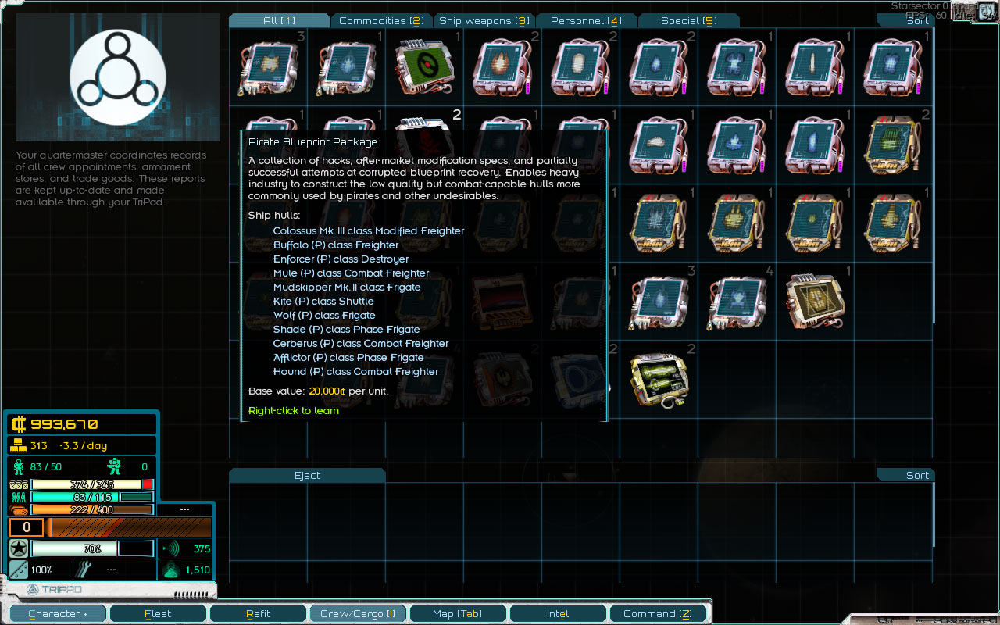 Starsector 0.
FPS: 60, Idle:
All [1]
Commodities [2]
Ship weapons [3]
Personnel [4]
Special [5]
Sort
3 1 1 2 2 2 1 1 1
1 1 2 1 1 1 1 1 2
Your quartermaster coordinates records
of all crew appointments, armament
stores, and trade goods. These reports
are kept up-to-date and made
available through your TriPad.
Pirate Blueprint Package
A collection of hacks, after-market modification specs, and partially
successful attempts at corrupted blueprint recovery. Enables heavy
industry to construct the low quality but combat-capable hulls more
commonly used by pirates and other undesirables.
Ship hulls:
Colossus Mk.III class Modified Freighter
Buffalo (P) class Freighter
Enforcer (P) class Destroyer
Mule (P) class Combat Freighter
Mudskipper Mk.II class Frigate
Kite (P) class Shuttle
Wolf (P) class Frigate
Shade (P) class Phase Frigate
Cerberus (P) class Combat Freighter
Afflictor (P) class Phase Frigate
Hound (P) class Combat Freighter
Base value: 20,000¢ per unit.
Right-click to learn
1 1 1 1 1
1 3 4 1
2 2
993,670
313 -3.3 / day
83 / 50 0
374 / 345
83 / 115
222 / 400 ---
0
70% 375
100% --- 1,510
TRIPAD
Eject
Sort
Character +
Fleet
Refit
Crew/Cargo [I]
Map [Tab]
Intel
Command [Z]